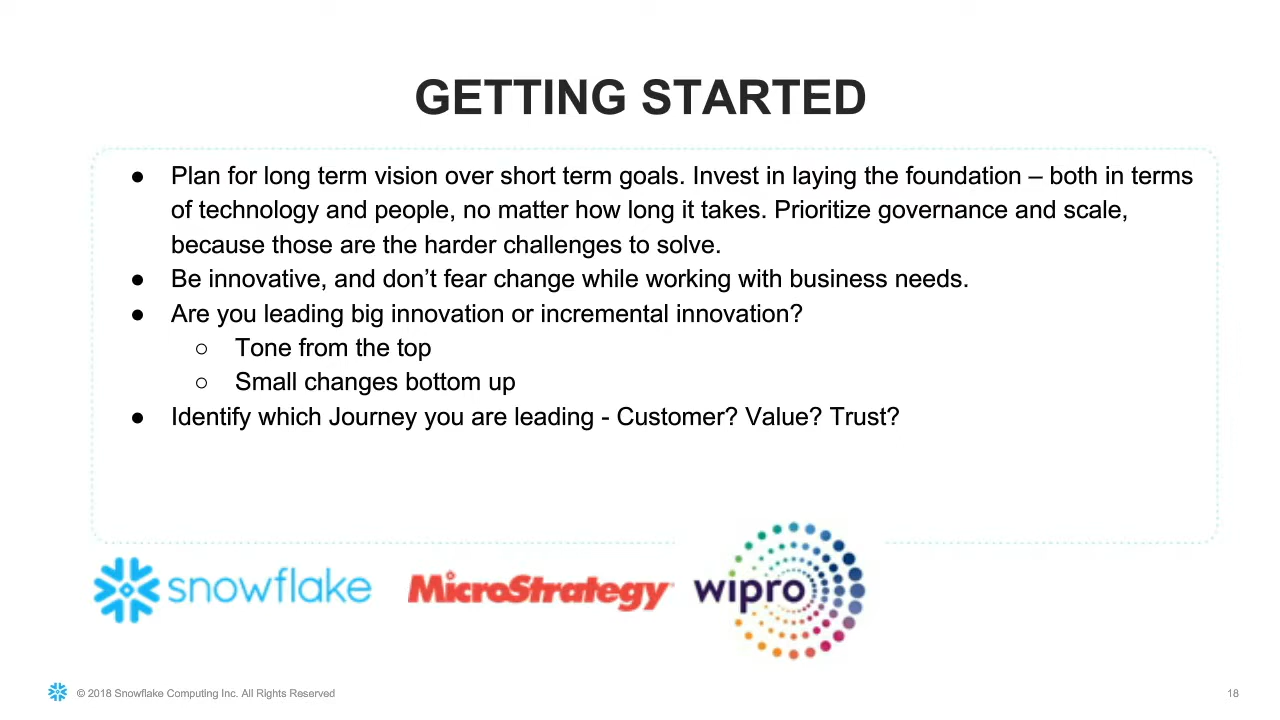 GETTING STARTED
● Plan for long term vision over short term goals. Invest in laying the foundation – both in terms
of technology and people, no matter how long it takes. Prioritize governance and scale,
because those are the harder challenges to solve.
● Be innovative, and don’t fear change while working with business needs.
● Are you leading big innovation or incremental innovation?
○ Tone from the top
○ Small changes bottom up
● Identify which Journey you are leading - Customer? Value? Trust?
snowflake MicroStrategy wipro
© 2018 Snowflake Computing Inc. All Rights Reserved 18